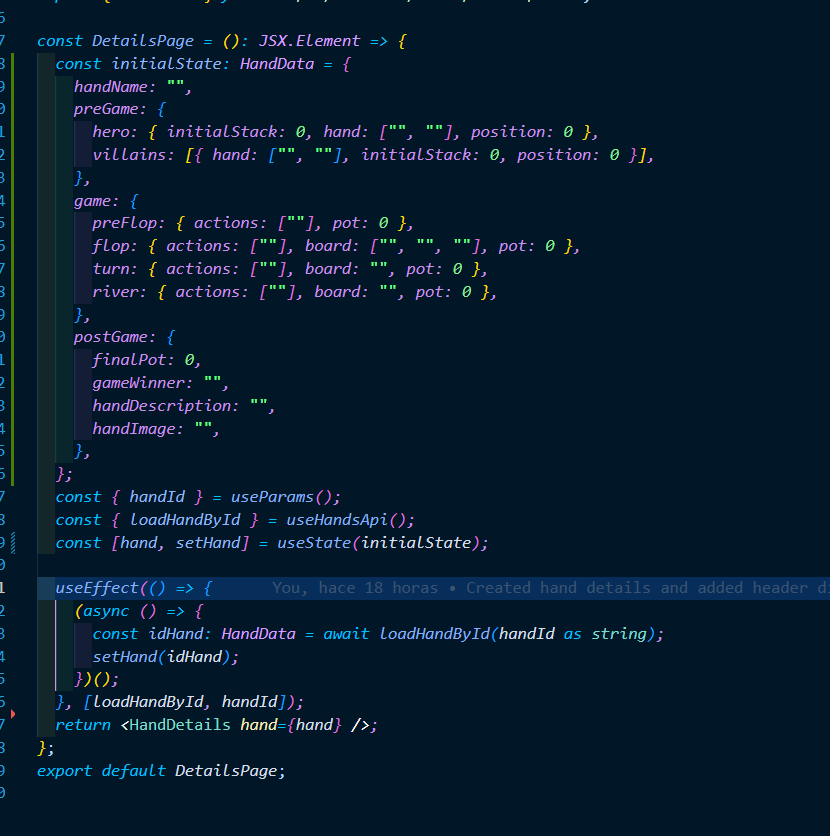 const DetailsPage = (): JSX.Element => {
const initialState: HandData = {
handName: "",
preGame: {
hero: { initialStack: 0, hand: ["", ""], position: 0 },
villains: [{ hand: ["", ""], initialStack: 0, position: 0 }],
},
game: {
preFlop: { actions: [""], pot: 0 },
flop: { actions: [""], board: ["", "", ""], pot: 0 },
turn: { actions: [""], board: "", pot: 0 },
river: { actions: [""], board: "", pot: 0 },
},
postGame: {
finalPot: 0,
gameWinner: "",
handDescription: "",
handImage: "",
},
};
const { handId } = useParams();
const { loadHandById } = useHandsApi();
const [hand, setHand] = useState(initialState);
useEffect(() => { You, hace 18 horas • Created hand details and added header di
(async () => {
const idHand: HandData = await loadHandById(handId as string);
setHand(idHand);
})();
}, [loadHandById, handId]);
return <HandDetails hand={hand} />;
};
export default DetailsPage;